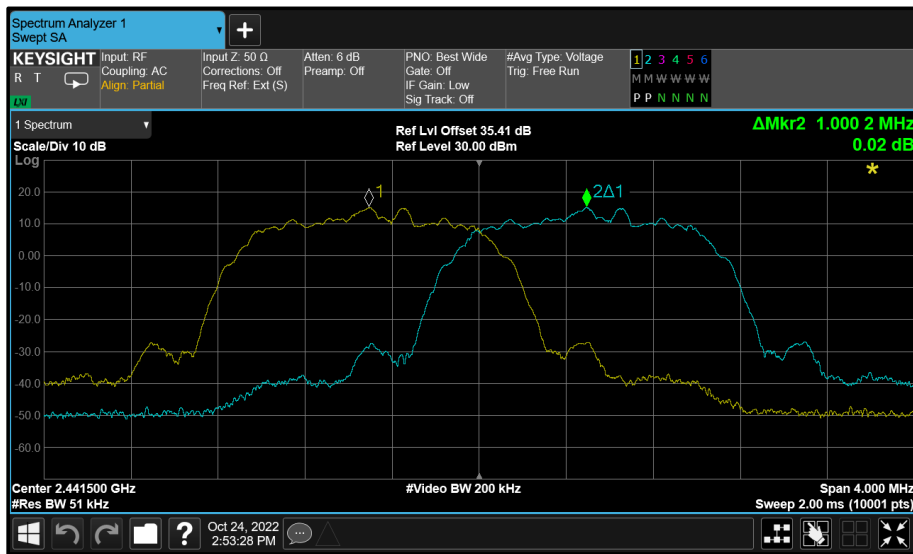 Spectrum Analyzer 1
Swept SA
KEYSIGHT
R T
LXI
Input: RF
Coupling: AC
Align: Partial
Input Z: 50 Ω
Corrections: Off
Freq Ref: Ext (S)
Atten: 6 dB
Preamp: Off
PNO: Best Wide
Gate: Off
IF Gain: Low
Sig Track: Off
#Avg Type: Voltage
Trig: Free Run
1 2 3 4 5 6
M M W W W W
P P N N N N
1 Spectrum
Scale/Div 10 dB
Ref Lvl Offset 35.41 dB
Ref Level 30.00 dBm
ΔMkr2 1.000 2 MHz
0.02 dB
Log
20.0
10.0
0.00
-10.0
-20.0
-30.0
-40.0
-50.0
-60.0
1
2Δ1
Center 2.441500 GHz
#Res BW 51 kHz
#Video BW 200 kHz
Span 4.000 MHz
Sweep 2.00 ms (10001 pts)
Oct 24, 2022
2:53:28 PM